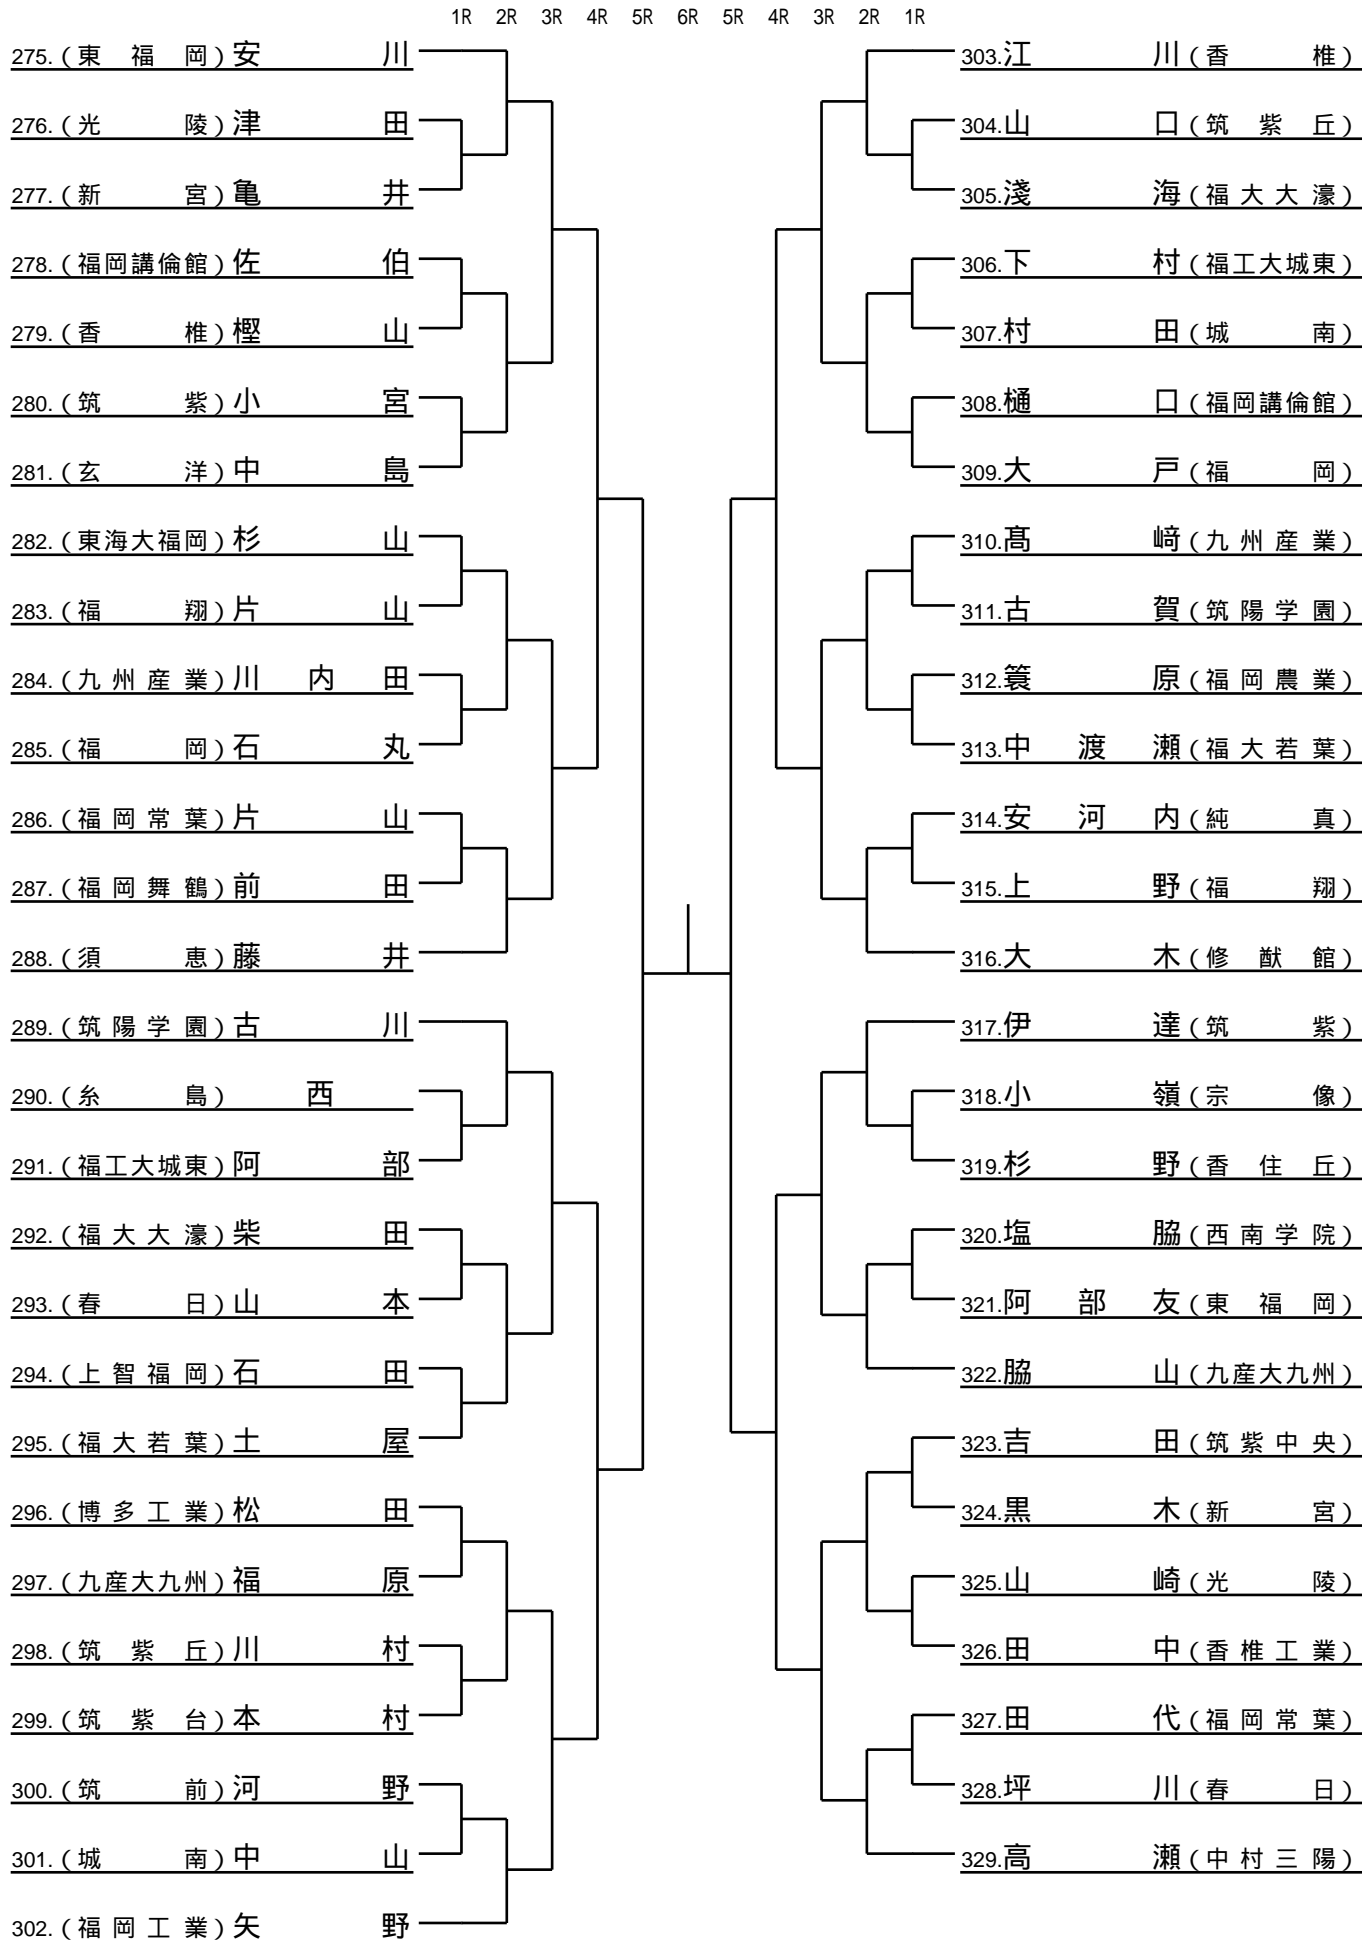 1R 2R 3R 4R 5R 6R 5R 4R 3R 2R 1R
275.(東福岡)安川
276.(光陵)津田
277.(新宮)亀井
278.(福岡講倫館)佐伯
279.(香椎)樫山
280.(筑紫)小宮
281.(玄洋)中島
282.(東海大福岡)杉山
283.(福翔)片山
284.(九州産業)川内田
285.(福岡)石丸
286.(福岡常葉)片山
287.(福岡舞鶴)前田
288.(須恵)藤井
289.(筑陽学園)古川
290.(糸島)西
291.(福工大城東)阿部
292.(福大大濠)柴田
293.(春日)山本
294.(上智福岡)石田
295.(福大若葉)土屋
296.(博多工業)松田
297.(九産大九州)福原
298.(筑紫丘)川村
299.(筑紫台)本村
300.(筑前)河野
301.(城南)中山
302.(福岡工業)矢野
303.江川(香椎)
304.山口(筑紫丘)
305.淺海(福大大濠)
306.下村(福工大城東)
307.村田(城南)
308.樋口(福岡講倫館)
309.大戸(福岡)
310.髙﨑(九州産業)
311.古賀(筑陽学園)
312.簑原(福岡農業)
313.中渡瀬(福大若葉)
314.安河内(純真)
315.上野(福翔)
316.大木(修猷館)
317.伊達(筑紫)
318.小嶺(宗像)
319.杉野(香住丘)
320.塩脇(西南学院)
321.阿部友(東福岡)
322.脇山(九産大九州)
323.吉田(筑紫中央)
324.黒木(新宮)
325.山崎(光陵)
326.田中(香椎工業)
327.田代(福岡常葉)
328.坪川(春日)
329.高瀬(中村三陽)